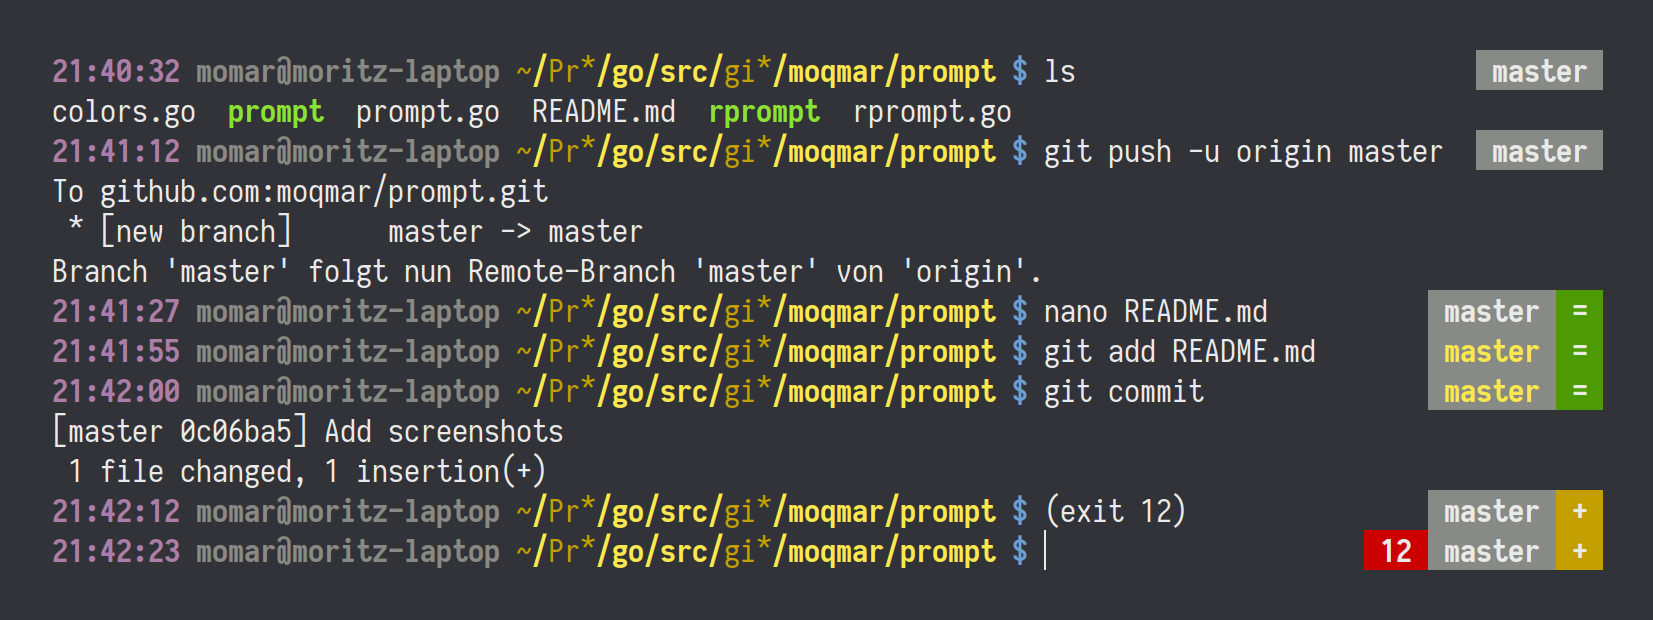 21:40:32 momar@moritz-laptop ~/Pr*/go/src/gi*/moqmar/prompt $ ls master
colors.go prompt prompt.go README.md rprompt rprompt.go
21:41:12 momar@moritz-laptop ~/Pr*/go/src/gi*/moqmar/prompt $ git push -u origin master master
To github.com:moqmar/prompt.git
* [new branch] master -> master
Branch 'master' folgt nun Remote-Branch 'master' von 'origin'.
21:41:27 momar@moritz-laptop ~/Pr*/go/src/gi*/moqmar/prompt $ nano README.md master =
21:41:55 momar@moritz-laptop ~/Pr*/go/src/gi*/moqmar/prompt $ git add README.md master =
21:42:00 momar@moritz-laptop ~/Pr*/go/src/gi*/moqmar/prompt $ git commit master =
[master 0c06ba5] Add screenshots
1 file changed, 1 insertion(+)
21:42:12 momar@moritz-laptop ~/Pr*/go/src/gi*/moqmar/prompt $ (exit 12) master +
21:42:23 momar@moritz-laptop ~/Pr*/go/src/gi*/moqmar/prompt $ 12 master +